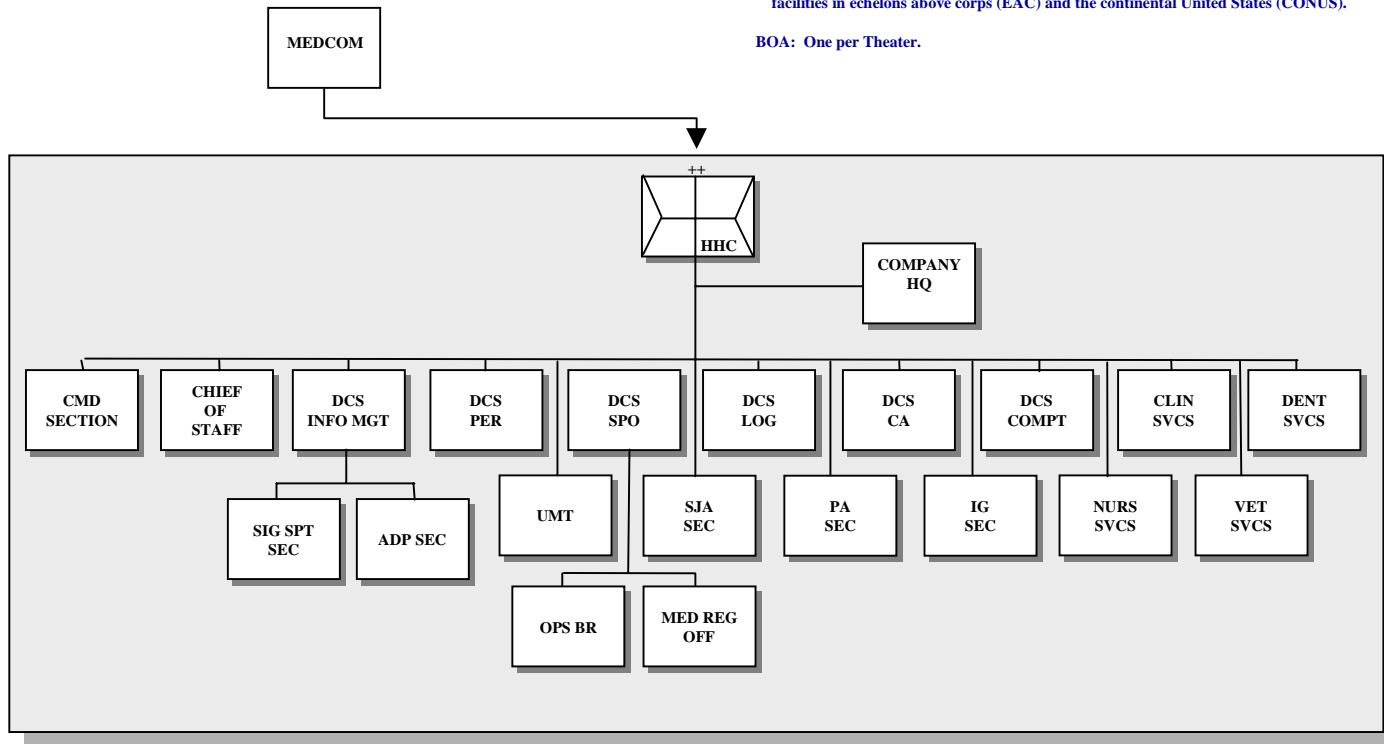 facilities in echelons above corps (EAC) and the continental United States (CONUS).
BOA: One per Theater.
MEDCOM
++
HHC
COMPANY
HQ
CMD
SECTION
CHIEF
OF
STAFF
DCS
INFO MGT
DCS
PER
DCS
SPO
DCS
LOG
DCS
CA
DCS
COMPT
CLIN
SVCS
DENT
SVCS
SIG SPT
SEC
ADP SEC
UMT
SJA
SEC
PA
SEC
IG
SEC
NURS
SVCS
VET
SVCS
OPS BR
MED REG
OFF